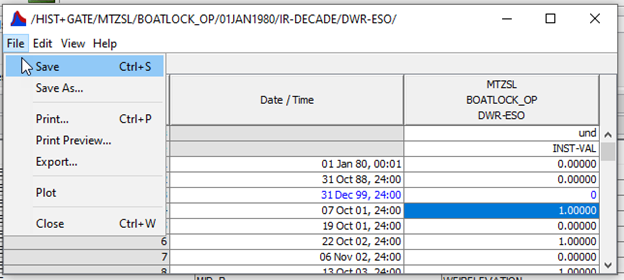 /HIST+GATE/MTZSL/BOATLOCK_OP/01JAN1980/IR-DECADE/DWR-ESO/
File Edit View Help
Save Ctrl+S
Save As...
Print... Ctrl+P
Print Preview...
Export...
Plot
Close Ctrl+W
Date / Time
MTZSL
BOATLOCK_OP
DWR-ESO
und
INST-VAL
01 Jan 80, 00:01 0.00000
31 Oct 88, 24:00 0.00000
31 Dec 99, 24:00 0
07 Oct 01, 24:00 1.00000
19 Oct 01, 24:00 0.00000
6 22 Oct 02, 24:00 1.00000
7 06 Nov 02, 24:00 0.00000
8 13 Oct 03, 24:00 1.00000